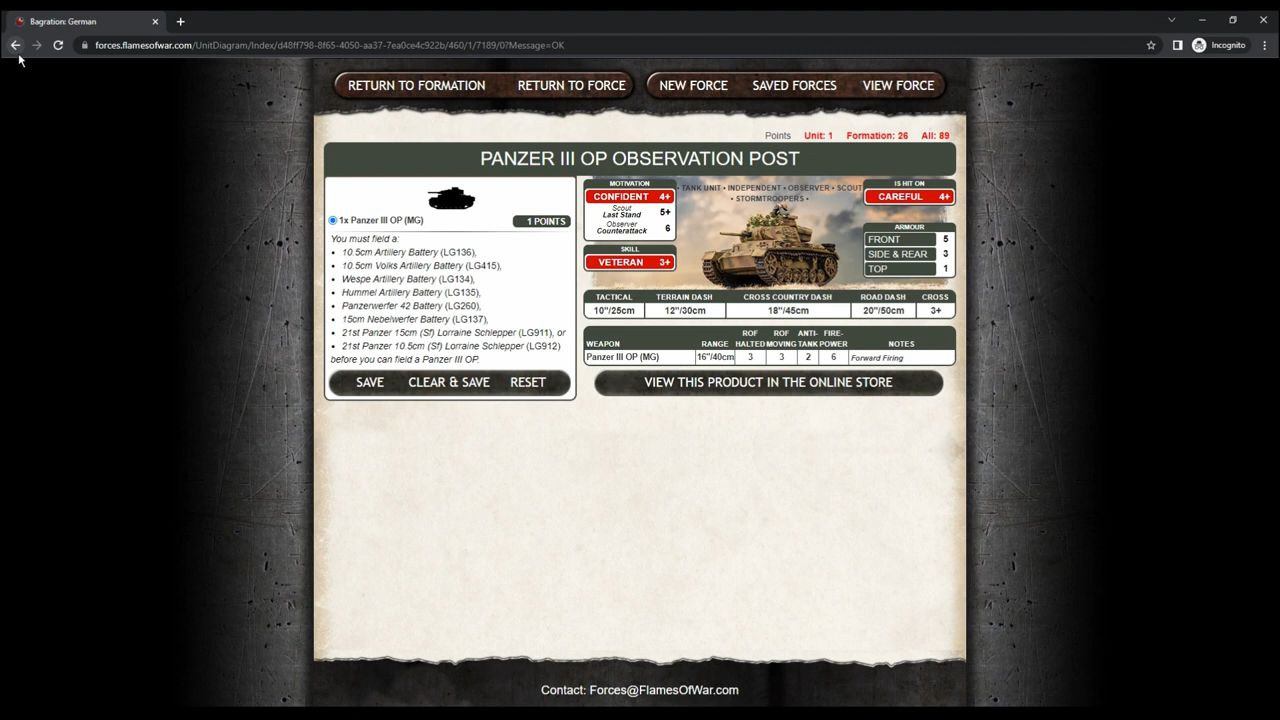 Bagration: German
forces.flamesofwar.com/UnitDiagram/Index/d48ff798-8f65-4050-aa37-7ea0ce4c922b/460/1/7189/0?Message=OK
Incognito
RETURN TO FORMATION RETURN TO FORCE NEW FORCE SAVED FORCES VIEW FORCE
Points Unit: 1 Formation: 26 All: 89
PANZER III OP OBSERVATION POST
1x Panzer III OP (MG) 1 POINTS
You must field a:
• 10.5cm Artillery Battery (LG136),
• 10.5cm Volks Artillery Battery (LG415),
• Wespe Artillery Battery (LG134),
• Hummel Artillery Battery (LG135),
• Panzerwerfer 42 Battery (LG260),
• 15cm Nebelwerfer Battery (LG137),
• 21st Panzer 15cm (Sf) Lorraine Schlepper (LG911), or
• 21st Panzer 10.5cm (Sf) Lorraine Schlepper (LG912)
before you can field a Panzer III OP.
SAVE CLEAR & SAVE RESET
MOTIVATION
CONFIDENT 4+
Scout
Last Stand 5+
Observer
Counterattack 6
SKILL
VETERAN 3+
• TANK UNIT • INDEPENDENT • OBSERVER • SCOUT
• STORMTROOPERS •
IS HIT ON
CAREFUL 4+
ARMOUR
FRONT 5
SIDE & REAR 3
TOP 1
TACTICAL TERRAIN DASH CROSS COUNTRY DASH ROAD DASH CROSS
10"/25cm 12"/30cm 18"/45cm 20"/50cm 3+
WEAPON RANGE ROF HALTED ROF MOVING ANTI-TANK FIRE-POWER NOTES
Panzer III OP (MG) 16"/40cm 3 3 2 6 Forward Firing
VIEW THIS PRODUCT IN THE ONLINE STORE
Contact: Forces@FlamesOfWar.com